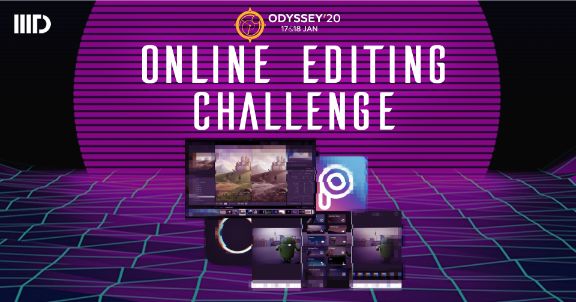 IIID
ODYSSEY'20
17&18 JAN
ONLINE EDITING
CHALLENGE